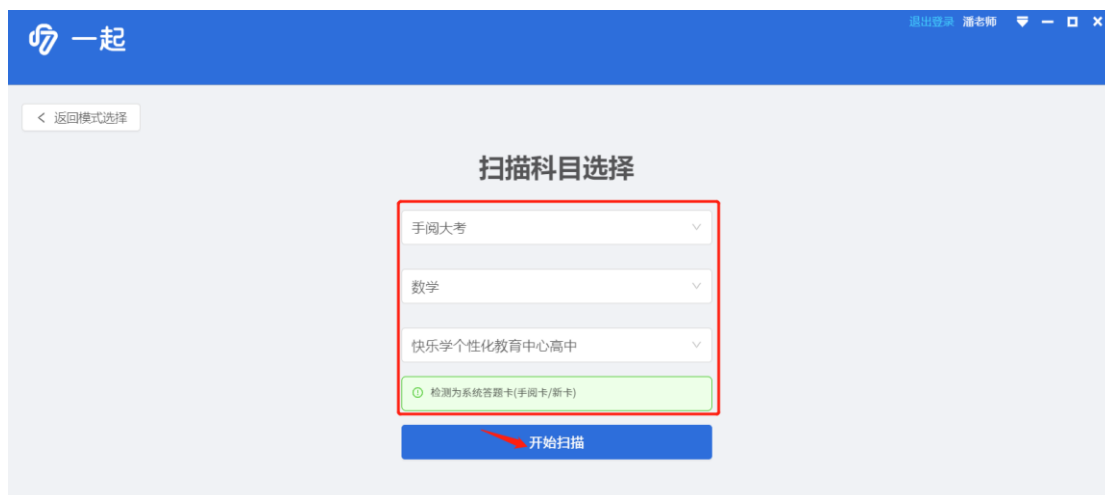 一起
退出登录 潘老师
< 返回模式选择
扫描科目选择
手阅大考
数学
快乐学个性化教育中心高中
检测为系统答题卡(手阅卡/新卡)
开始扫描